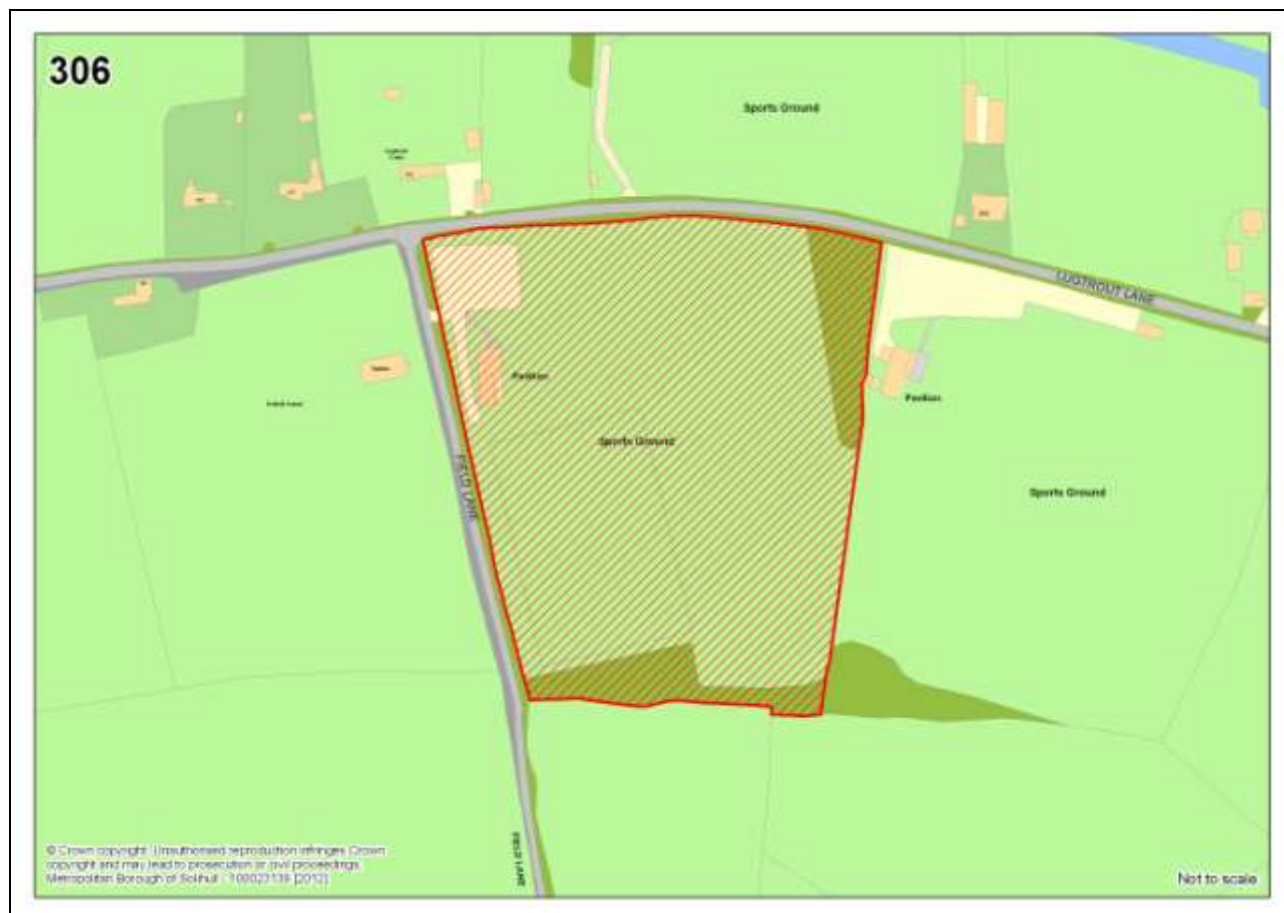 306
Sports Ground
LUGTROUT LANE
Pavilion
Pavilion
Sports Ground
FIELD LANE
Sports Ground
FIELD LANE
© Crown copyright. Unauthorised reproduction infringes Crown
copyright and may lead to prosecution or civil proceedings.
Metropolitan Borough of Solihull 100023139 [2012]
Not to scale